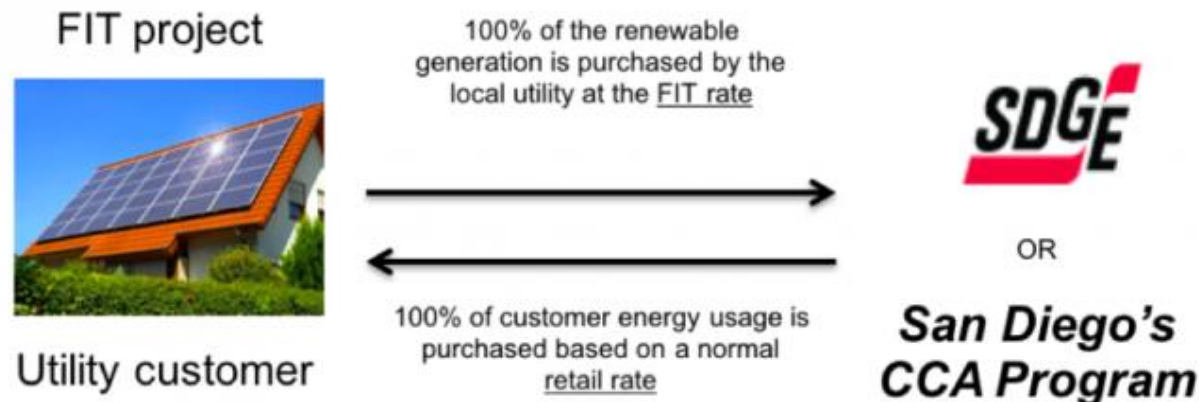 FIT project
100% of the renewable
generation is purchased by the
local utility at the FIT rate
SDGE
OR
100% of customer energy usage is
purchased based on a normal
retail rate
Utility customer
San Diego's
CCA Program